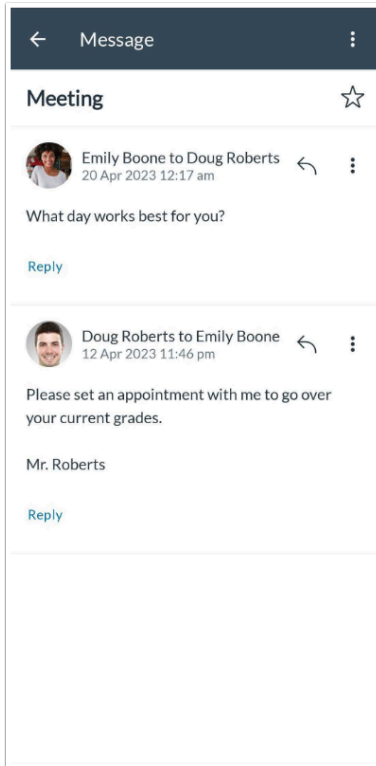 Message
Meeting
Emily Boone to Doug Roberts
20 Apr 2023 12:17 am
What day works best for you?
Reply
Doug Roberts to Emily Boone
12 Apr 2023 11:46 pm
Please set an appointment with me to go over
your current grades.
Mr. Roberts
Reply